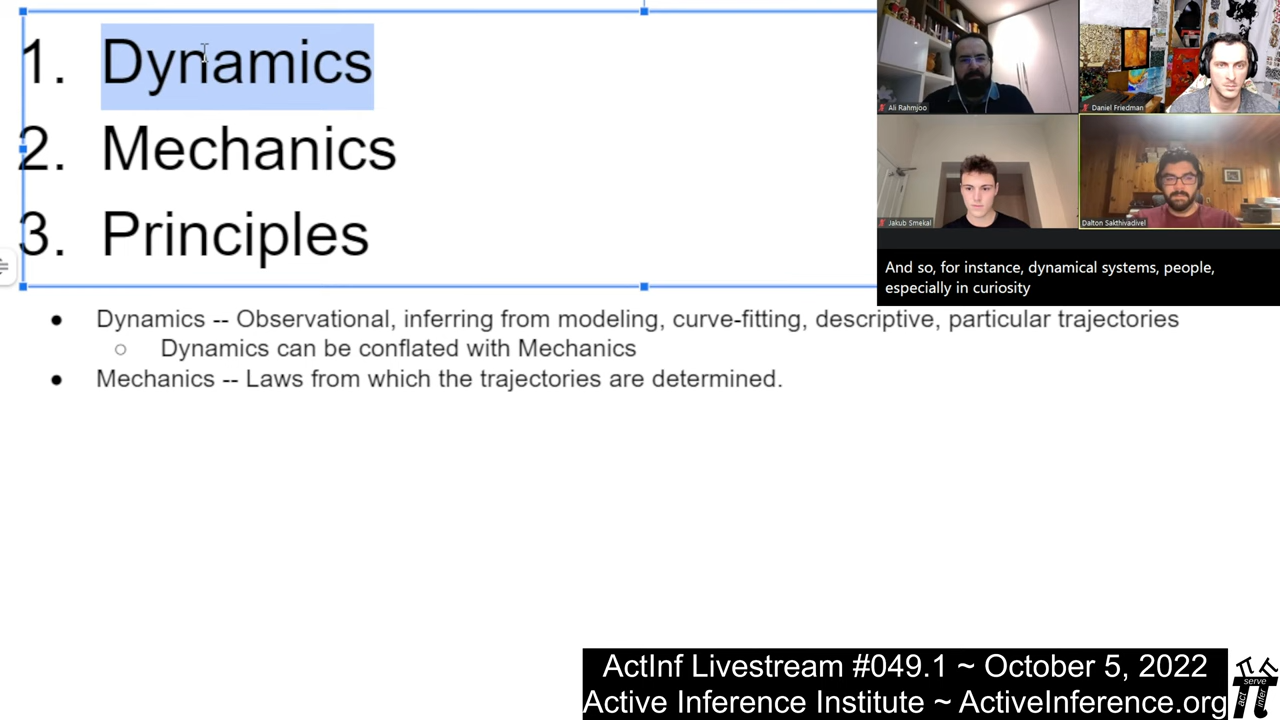 1. Dynamics
2. Mechanics
3. Principles
Ali Rahmjoo
Daniel Friedman
Jakub Smekal
Dalton Sakthivadivel
And so, for instance, dynamical systems, people,
especially in curiosity
● Dynamics -- Observational, inferring from modeling, curve-fitting, descriptive, particular trajectories
○ Dynamics can be conflated with Mechanics
● Mechanics -- Laws from which the trajectories are determined.
ActInf Livestream #049.1 ~ October 5, 2022
Active Inference Institute ~ ActiveInference.org
serve
act
infer